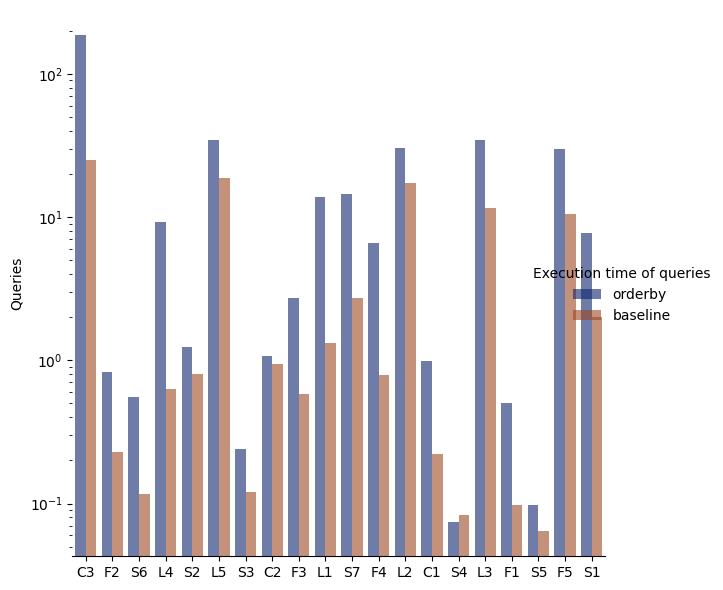 10²
10¹
10⁰
10⁻¹
Queries
C3 F2 S6 L4 S2 L5 S3 C2 F3 L1 S7 F4 L2 C1 S4 L3 F1 S5 F5 S1
Execution time of queries
orderby
baseline